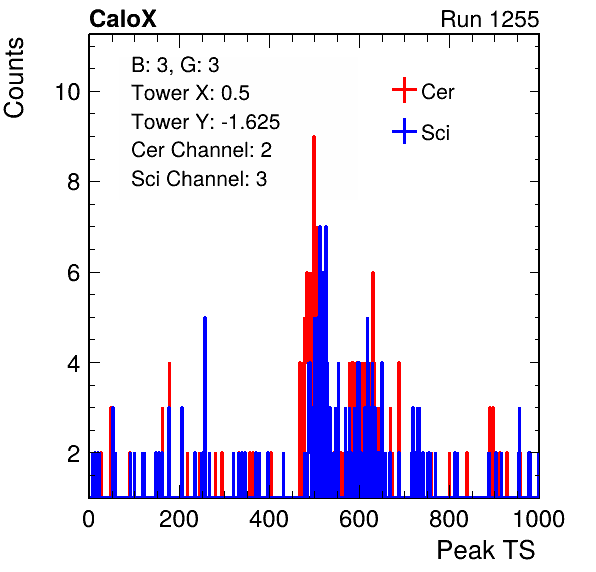 CaloX Run 1255
Counts
B: 3, G: 3
Tower X: 0.5
Tower Y: -1.625
Cer Channel: 2
Sci Channel: 3
Cer
Sci
10
8
6
4
2
0 200 400 600 800 1000
Peak TS